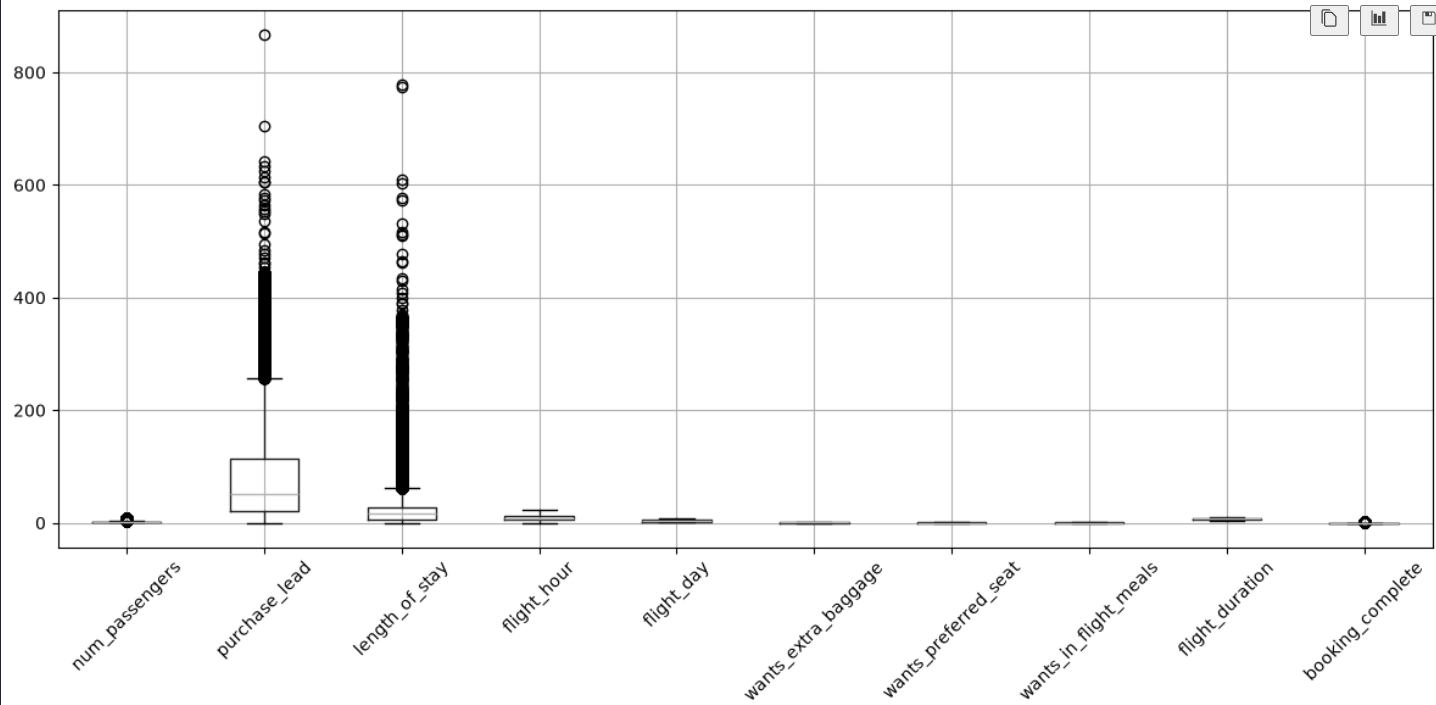 800
600
400
200
0
num_passengers
purchase_lead
length_of_stay
flight_hour
flight_day
wants_extra_baggage
wants_preferred_seat
wants_in_flight_meals
flight_duration
booking_complete